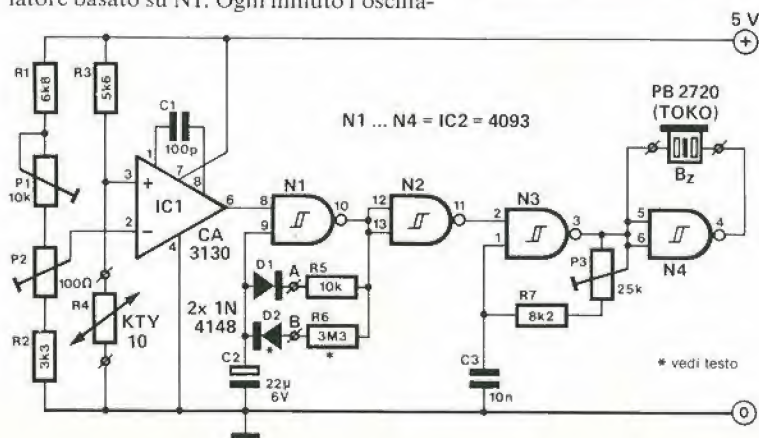 latore basato su N1. Ogni minuto l'oscilla-
5 V
+
R1
6k8
R3
5k6
C1
100p
PB 2720
(TOKO)
Bz
N1 ... N4 = IC2 = 4093
P1
10k
1
7
8
3
+
2
−
IC1
6
4
CA
3130
N1
8
9
10
N2
12
13
11
N3
2
1
3
N4
5
6
4
P2
100Ω
R4
KTY
10
R2
3k3
D1
A
R5
10k
2x 1N
4148
D2
*
B
R6
3M3
*
C2
22µ
6V
P3
25k
R7
8k2
C3
10n
* vedi testo
0